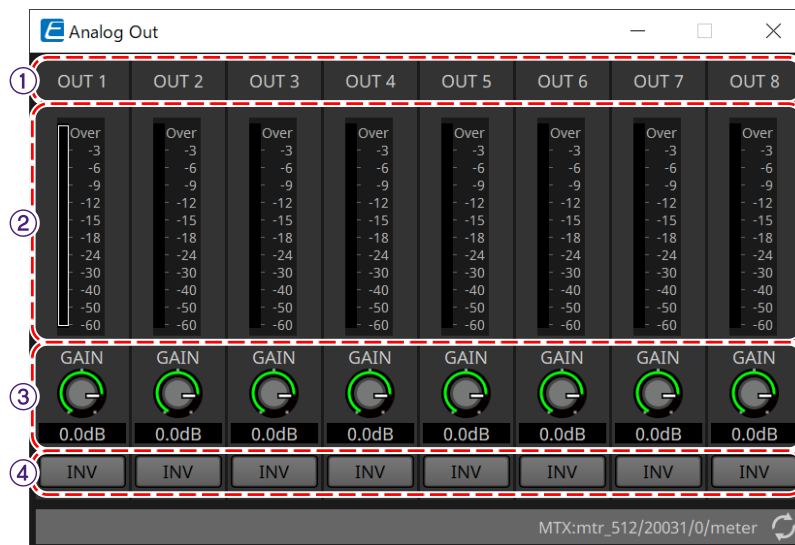 E Analog Out
① OUT 1 OUT 2 OUT 3 OUT 4 OUT 5 OUT 6 OUT 7 OUT 8
② Over Over Over Over Over Over Over Over
-3 -3 -3 -3 -3 -3 -3 -3
-6 -6 -6 -6 -6 -6 -6 -6
-9 -9 -9 -9 -9 -9 -9 -9
-12 -12 -12 -12 -12 -12 -12 -12
-15 -15 -15 -15 -15 -15 -15 -15
-18 -18 -18 -18 -18 -18 -18 -18
-24 -24 -24 -24 -24 -24 -24 -24
-30 -30 -30 -30 -30 -30 -30 -30
-40 -40 -40 -40 -40 -40 -40 -40
-50 -50 -50 -50 -50 -50 -50 -50
-60 -60 -60 -60 -60 -60 -60 -60
③ GAIN GAIN GAIN GAIN GAIN GAIN GAIN GAIN
0.0dB 0.0dB 0.0dB 0.0dB 0.0dB 0.0dB 0.0dB 0.0dB
④ INV INV INV INV INV INV INV INV
MTX:mtr_512/20031/0/meter